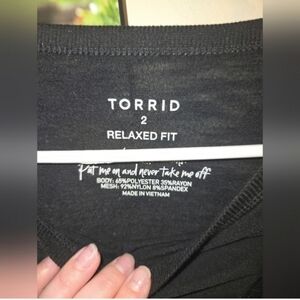 TORRID
2
RELAXED FIT
Put me on and never take me off
BODY: 65%POLYESTER 35%RAYON
MESH: 92%NYLON 8%SPANDEX
MADE IN VIETNAM